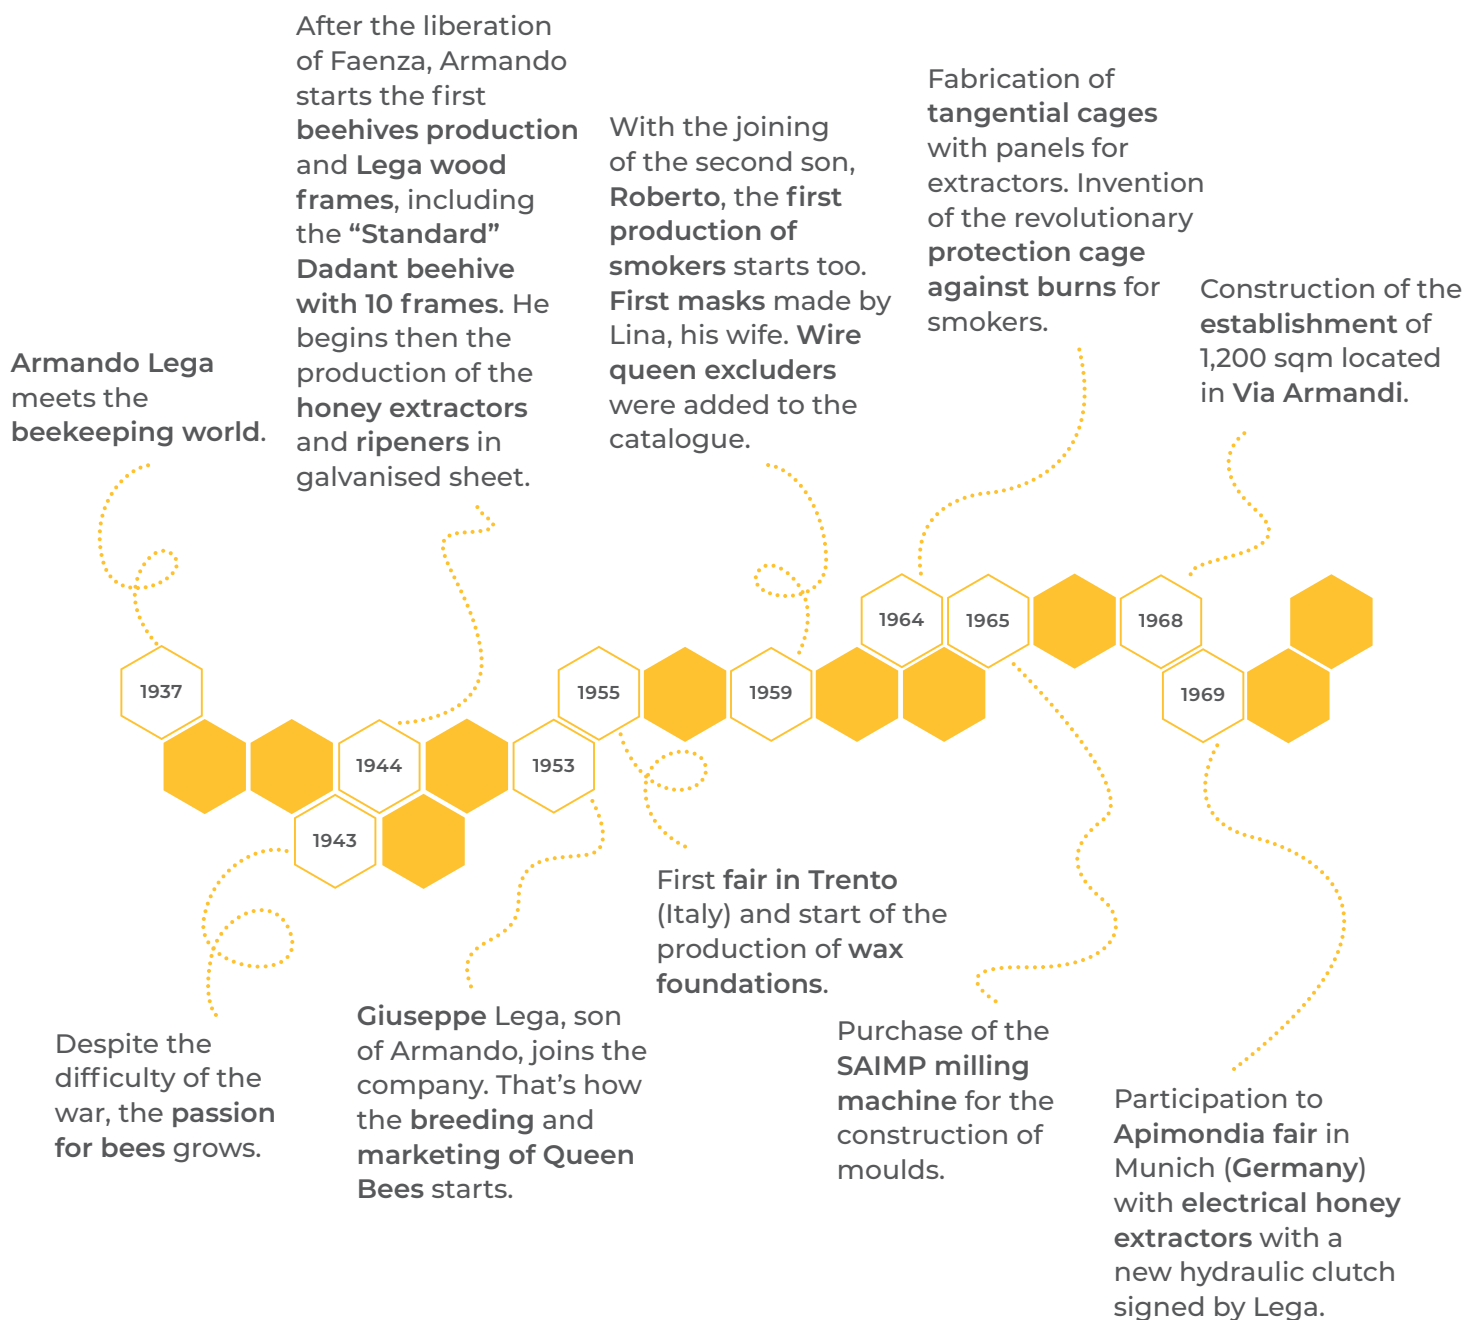 Armando Lega
meets the
beekeeping world.
1937
Despite the
difficulty of the
war, the passion
for bees grows.
1943
After the liberation
of Faenza, Armando
starts the first
beehives production
and Lega wood
frames, including
the “Standard”
Dadant beehive
with 10 frames. He
begins then the
production of the
honey extractors
and ripeners in
galvanised sheet.
1944
1953
Giuseppe Lega, son
of Armando, joins the
company. That’s how
the breeding and
marketing of Queen
Bees starts.
1955
First fair in Trento
(Italy) and start of the
production of wax
foundations.
With the joining
of the second son,
Roberto, the first
production of
smokers starts too.
First masks made by
Lina, his wife. Wire
queen excluders
were added to the
catalogue.
1959
Fabrication of
tangential cages
with panels for
extractors. Invention
of the revolutionary
protection cage
against burns for
smokers.
1964
1965
Purchase of the
SAIMP milling
machine for the
construction of
moulds.
Construction of the
establishment of
1,200 sqm located
in Via Armandi.
1968
1969
Participation to
Apimondia fair in
Munich (Germany)
with electrical honey
extractors with a
new hydraulic clutch
signed by Lega.